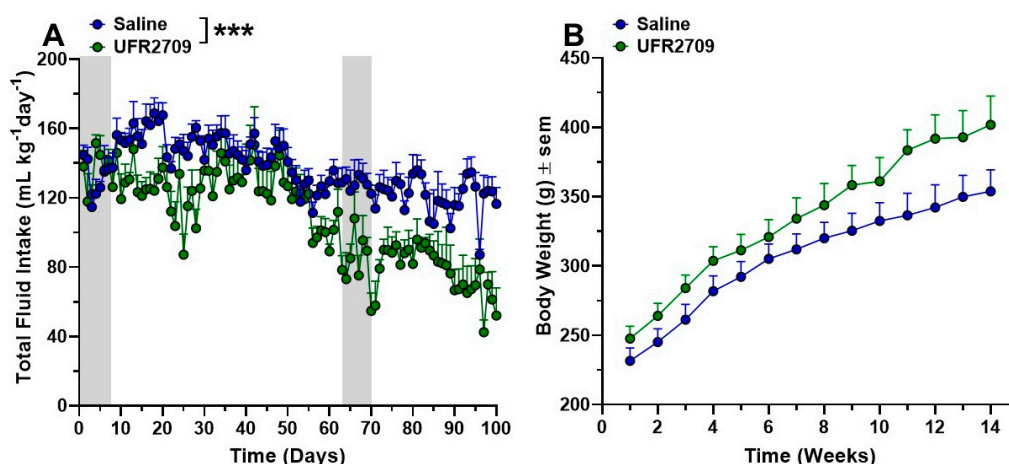 A
Saline
UFR2709
***
Total Fluid Intake (mL kg⁻¹day⁻¹)
200
160
120
80
40
0
0 10 20 30 40 50 60 70 80 90 100
Time (Days)
B
Saline
UFR2709
Body Weight (g) ± sem
450
400
350
300
250
200
0 2 4 6 8 10 12 14
Time (Weeks)